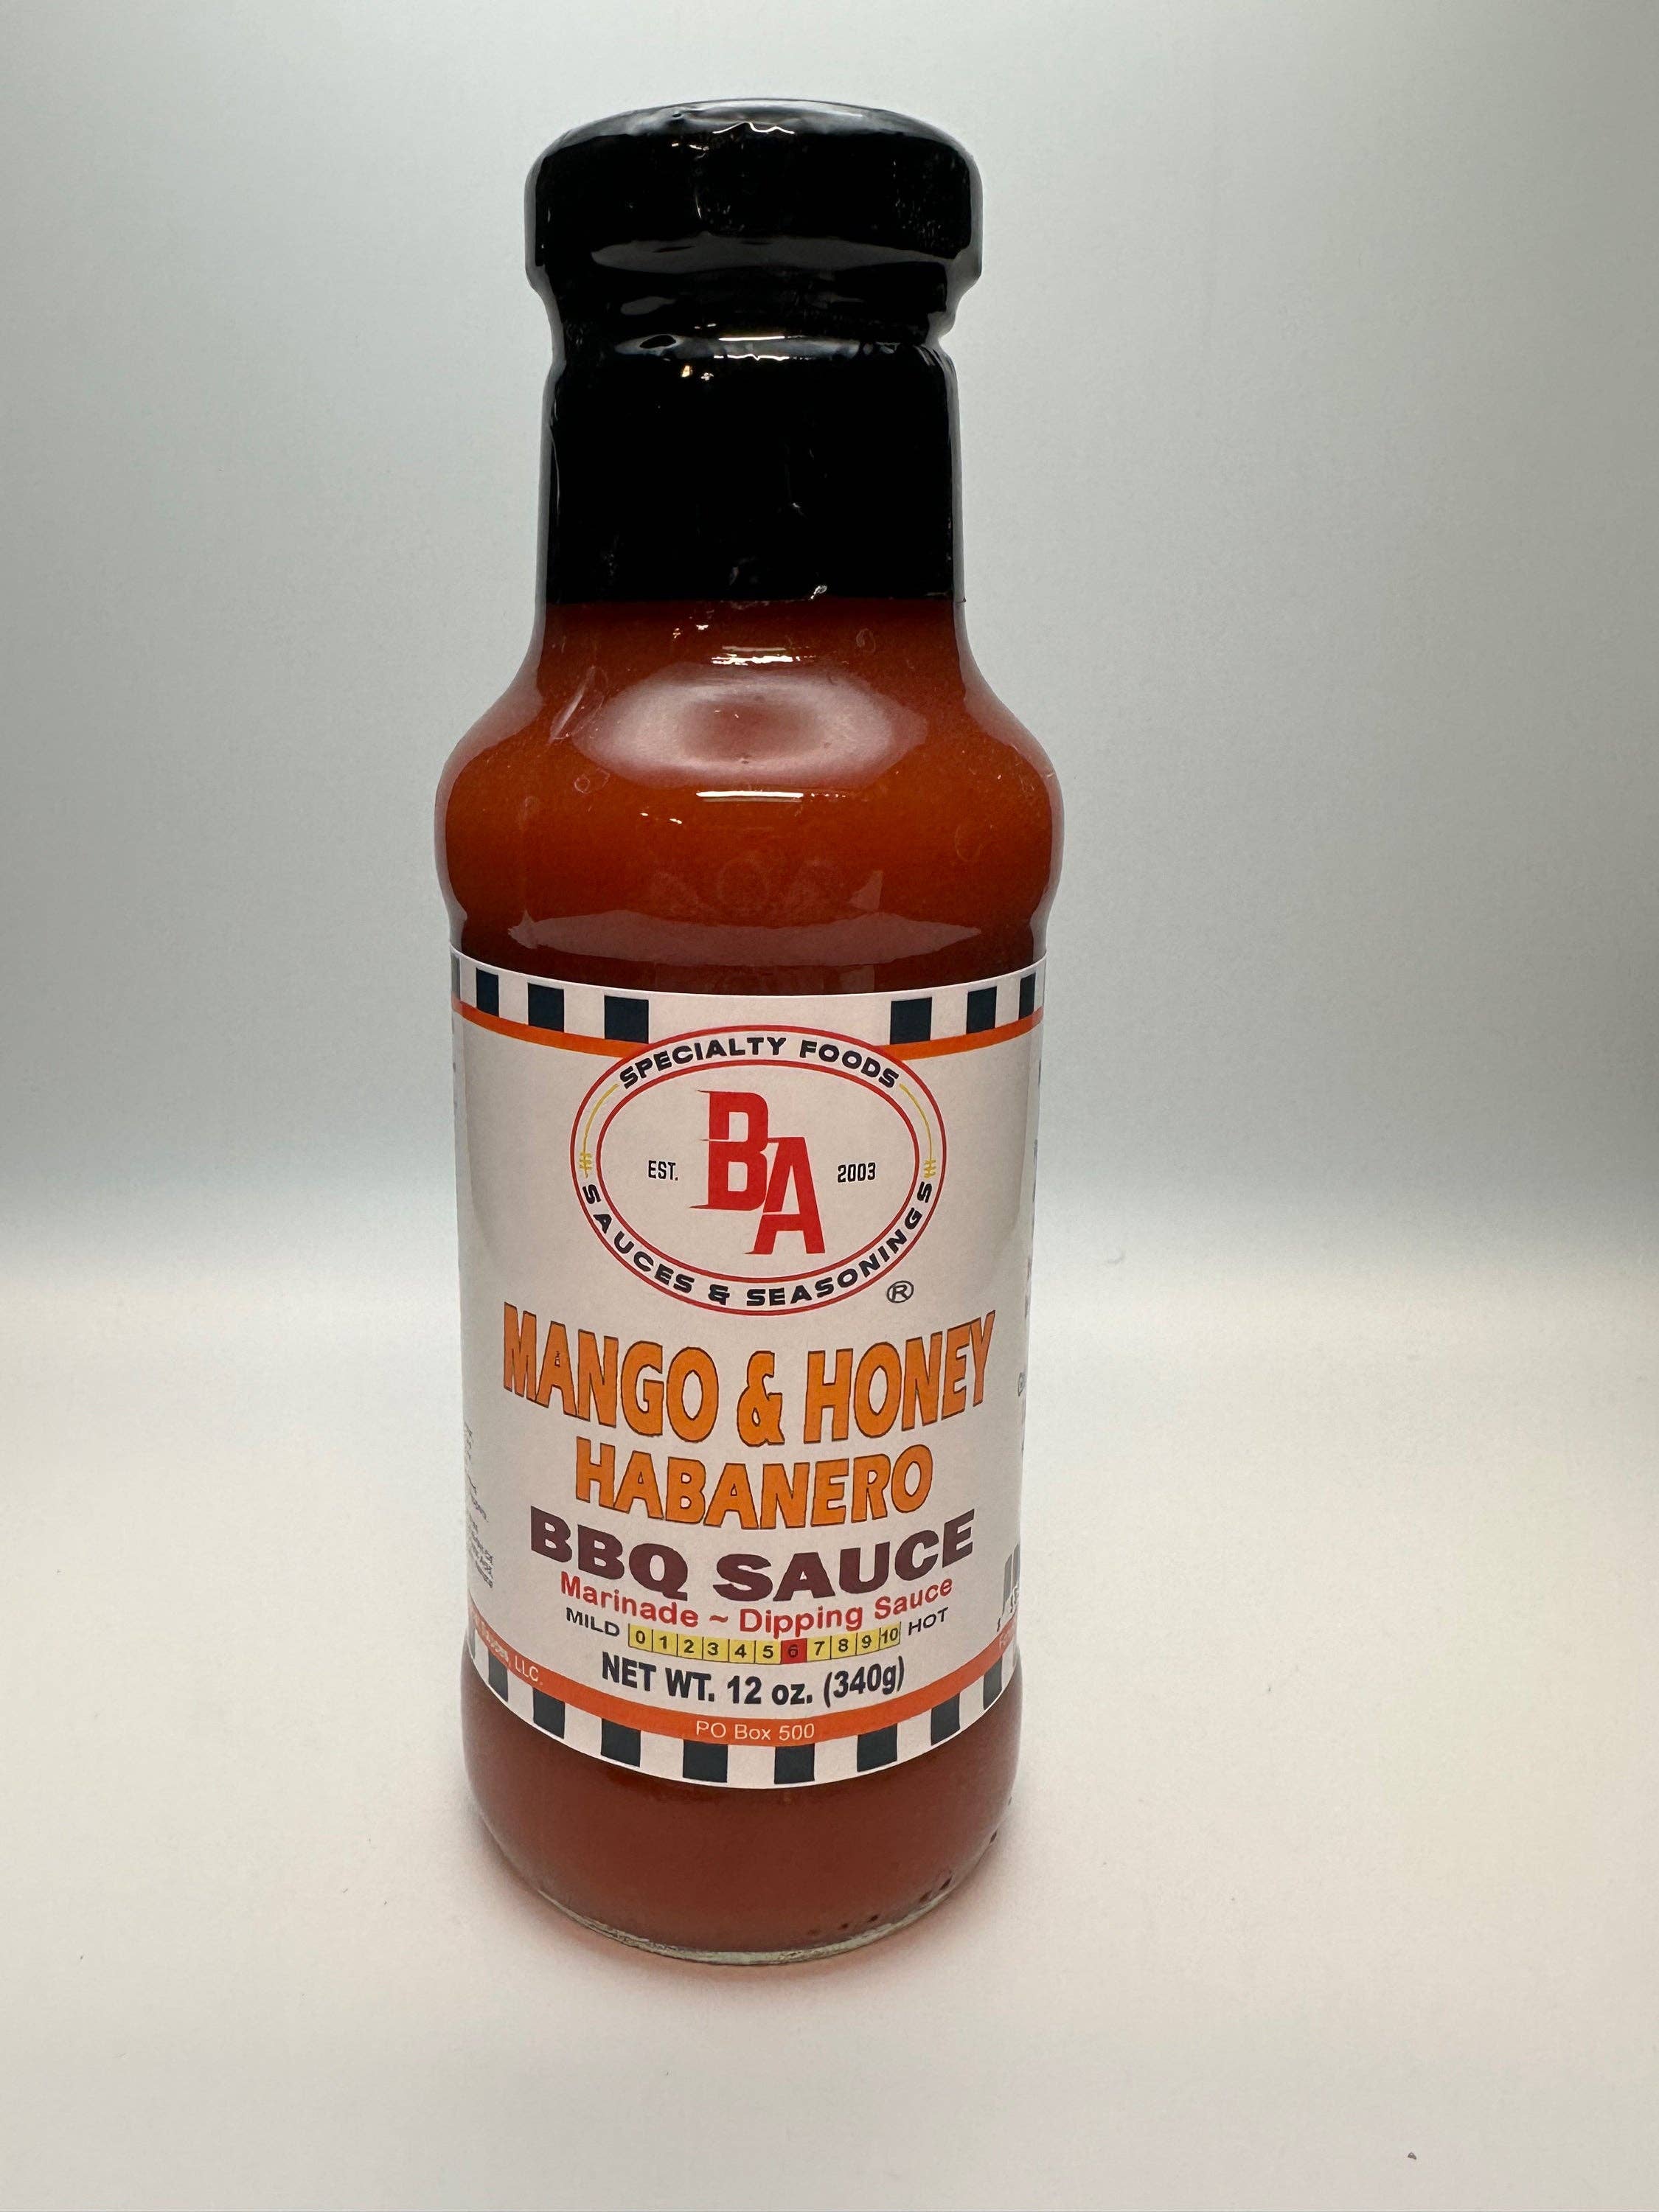 SPECIALTY FOODS
BA
EST. 2003
SAUCES & SEASONINGS
®
MANGO & HONEY
HABANERO
BBQ SAUCE
Marinade ~ Dipping Sauce
MILD 0 1 2 3 4 5 6 7 8 9 10 HOT
NET WT. 12 oz. (340g)
LLC.
PO Box 500